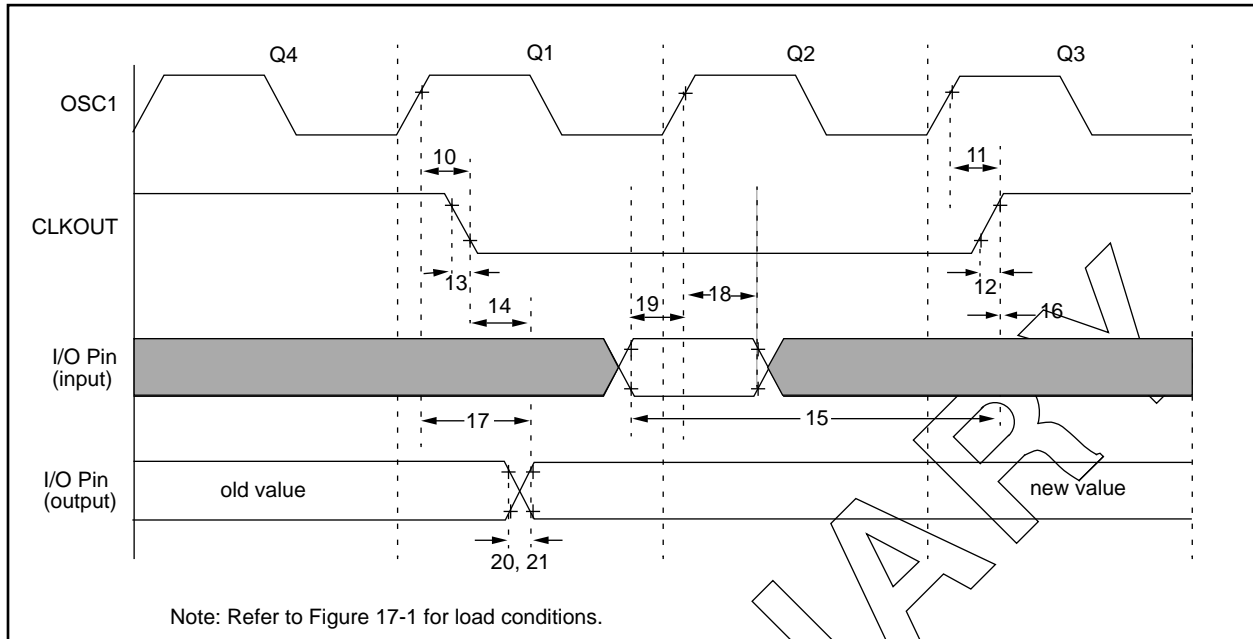 Q4 Q1 Q2 Q3
OSC1
10 11
CLKOUT
13 12
14 19 18 16
I/O Pin
(input)
17 15
I/O Pin
(output)
old value new value
20, 21
Note: Refer to Figure 17-1 for load conditions.